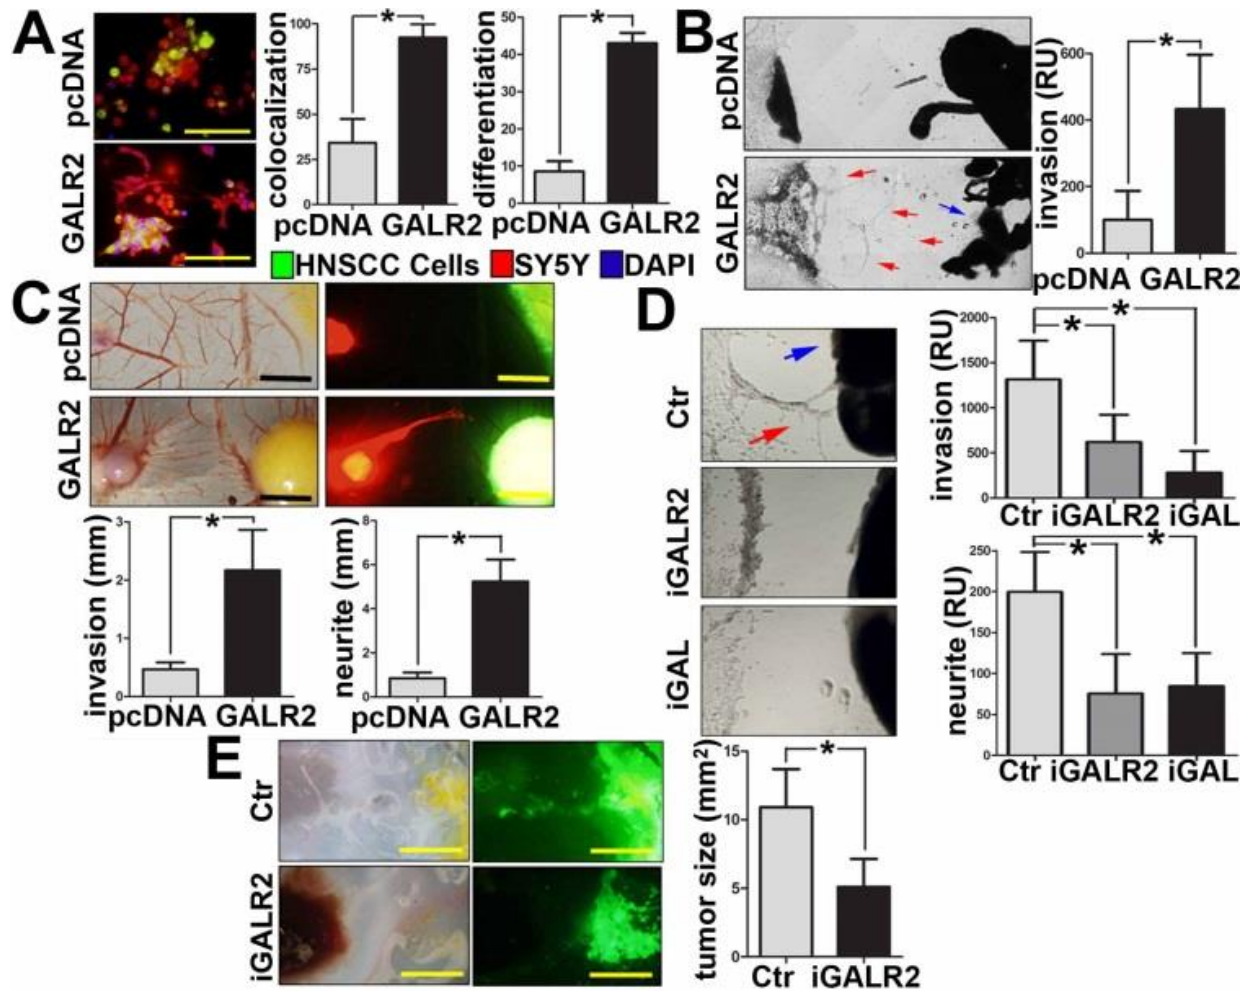 A
pcDNA
GALR2
colocalization
100
75
50
25
0
*
pcDNA GALR2
differentiation
50
40
30
20
10
0
*
pcDNA GALR2
HNSCC Cells SY5Y DAPI
B
pcDNA
GALR2
invasion (RU)
600
400
200
0
*
pcDNA GALR2
C
pcDNA
GALR2
invasion (mm)
3
2
1
0
*
pcDNA GALR2
neurite (mm)
8
6
4
2
0
*
pcDNA GALR2
D
Ctr
iGALR2
iGAL
invasion (RU)
2000
1500
1000
500
0
*
*
Ctr iGALR2 iGAL
neurite (RU)
250
200
150
100
50
0
*
*
Ctr iGALR2 iGAL
E
Ctr
iGALR2
tumor size (mm²)
15
10
5
0
*
Ctr iGALR2